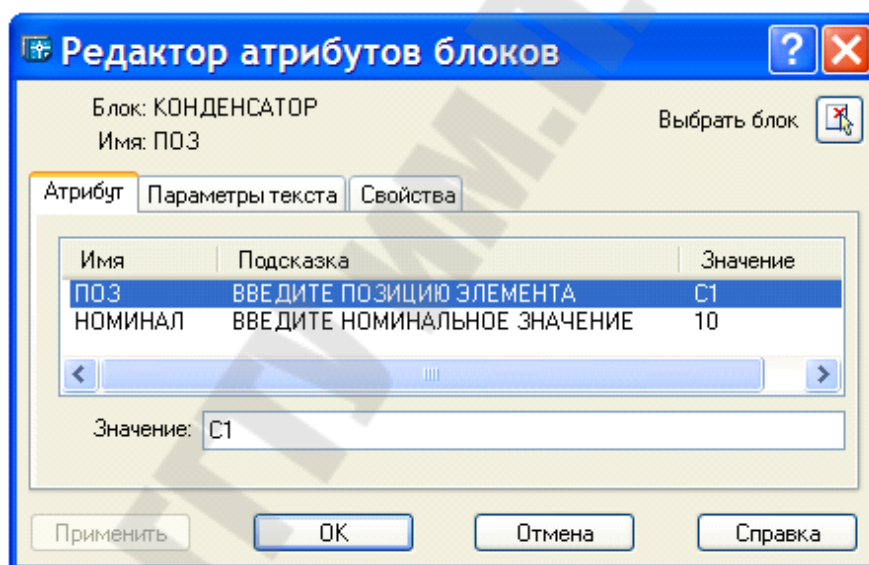 Редактор атрибутов блоков
Блок: КОНДЕНСАТОР
Имя: ПОЗ
Выбрать блок
Атрибут Параметры текста Свойства
Имя Подсказка Значение
ПОЗ ВВЕДИТЕ ПОЗИЦИЮ ЭЛЕМЕНТА С1
НОМИНАЛ ВВЕДИТЕ НОМИНАЛЬНОЕ ЗНАЧЕНИЕ 10
Значение: С1
Применить ОК Отмена Справка